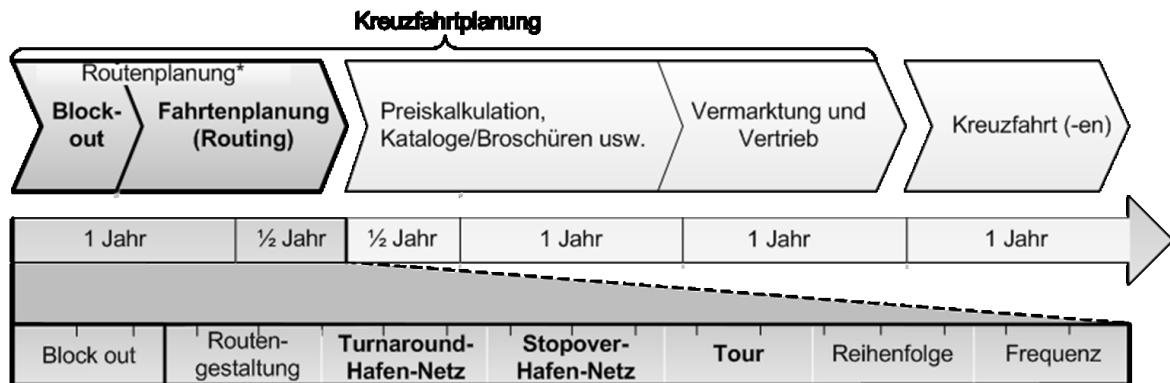 Kreuzfahrtplanung
Routenplanung*
Block-
out
Fahrtenplanung
(Routing)
Preiskalkulation,
Kataloge/Broschüren usw.
Vermarktung und
Vertrieb
Kreuzfahrt (-en)
1 Jahr
½ Jahr
½ Jahr
1 Jahr
1 Jahr
1 Jahr
Block out
Routen-
gestaltung
Turnaround-
Hafen-Netz
Stopover-
Hafen-Netz
Tour
Reihenfolge
Frequenz